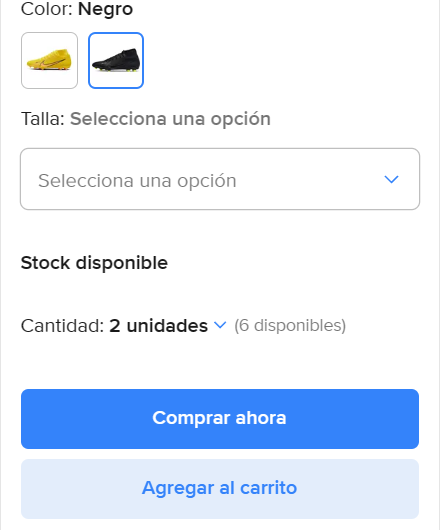 Color: Negro
Talla: Selecciona una opción
Selecciona una opción
Stock disponible
Cantidad: 2 unidades (6 disponibles)
Comprar ahora
Agregar al carrito